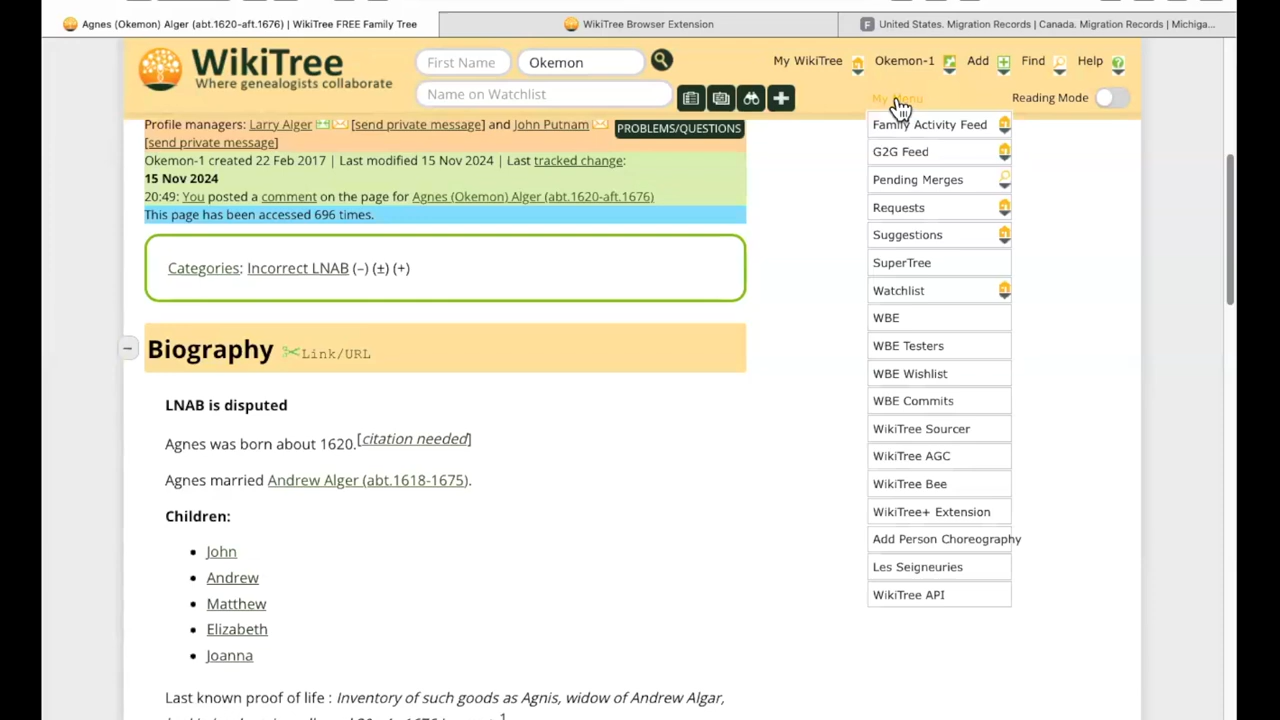 Agnes (Okemon) Alger (abt.1620-aft.1676) | WikiTree FREE Family Tree
WikiTree Browser Extension
F United States. Migration Records | Canada. Migration Records | Michiga...
WikiTree
Where genealogists collaborate
First Name
Okemon
Name on Watchlist
My WikiTree
Okemon-1
Add
Find
Help
My Menu
Reading Mode
Profile managers: Larry Alger [send private message] and John Putnam
[send private message]
PROBLEMS/QUESTIONS
Okemon-1 created 22 Feb 2017 | Last modified 15 Nov 2024 | Last tracked change:
15 Nov 2024
20:49: You posted a comment on the page for Agnes (Okemon) Alger (abt.1620-aft.1676)
This page has been accessed 696 times.
Categories: Incorrect LNAB (−) (±) (+)
Biography Link/URL
LNAB is disputed
Agnes was born about 1620.[citation needed]
Agnes married Andrew Alger (abt.1618-1675).
Children:
• John
• Andrew
• Matthew
• Elizabeth
• Joanna
Last known proof of life : Inventory of such goods as Agnis, widow of Andrew Algar,
Family Activity Feed
G2G Feed
Pending Merges
Requests
Suggestions
SuperTree
Watchlist
WBE
WBE Testers
WBE Wishlist
WBE Commits
WikiTree Sourcer
WikiTree AGC
WikiTree Bee
WikiTree+ Extension
Add Person Choreography
Les Seigneuries
WikiTree API